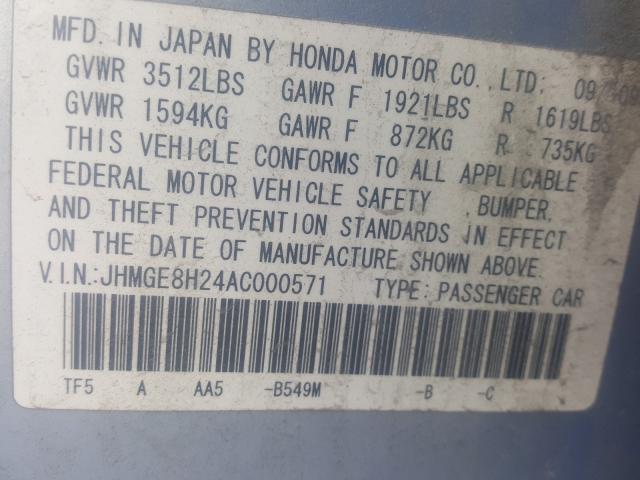 MFD. IN JAPAN BY HONDA MOTOR CO., LTD. 09/09
GVWR 3512LBS GAWR F 1921LBS R 1619LBS
GVWR 1594KG GAWR F 872KG R 735KG
THIS VEHICLE CONFORMS TO ALL APPLICABLE
FEDERAL MOTOR VEHICLE SAFETY , BUMPER,
AND THEFT PREVENTION STANDARDS IN EFFECT
ON THE DATE OF MANUFACTURE SHOWN ABOVE.
V.I.N.:JHMGE8H24AC000571 TYPE: PASSENGER CAR
TF5 A AA5 -B549M -B -C